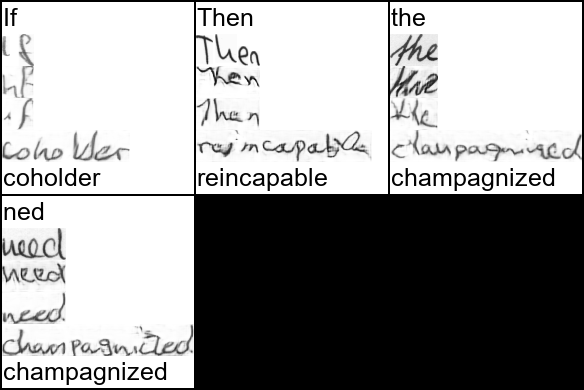 If
If
if
if
coholder
coholder
Then
Then
Then
Then
reincapable
reincapable
the
the
the
the
champagnized
champagnized
ned
need
need
need.
champagnized
champagnized